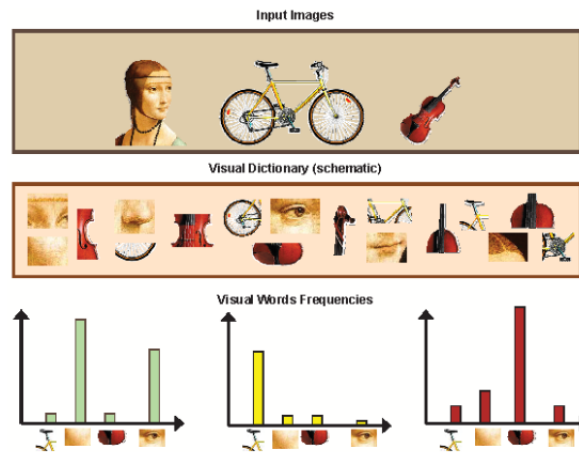 Input Images
Visual Dictionary (schematic)
Visual Words Frequencies